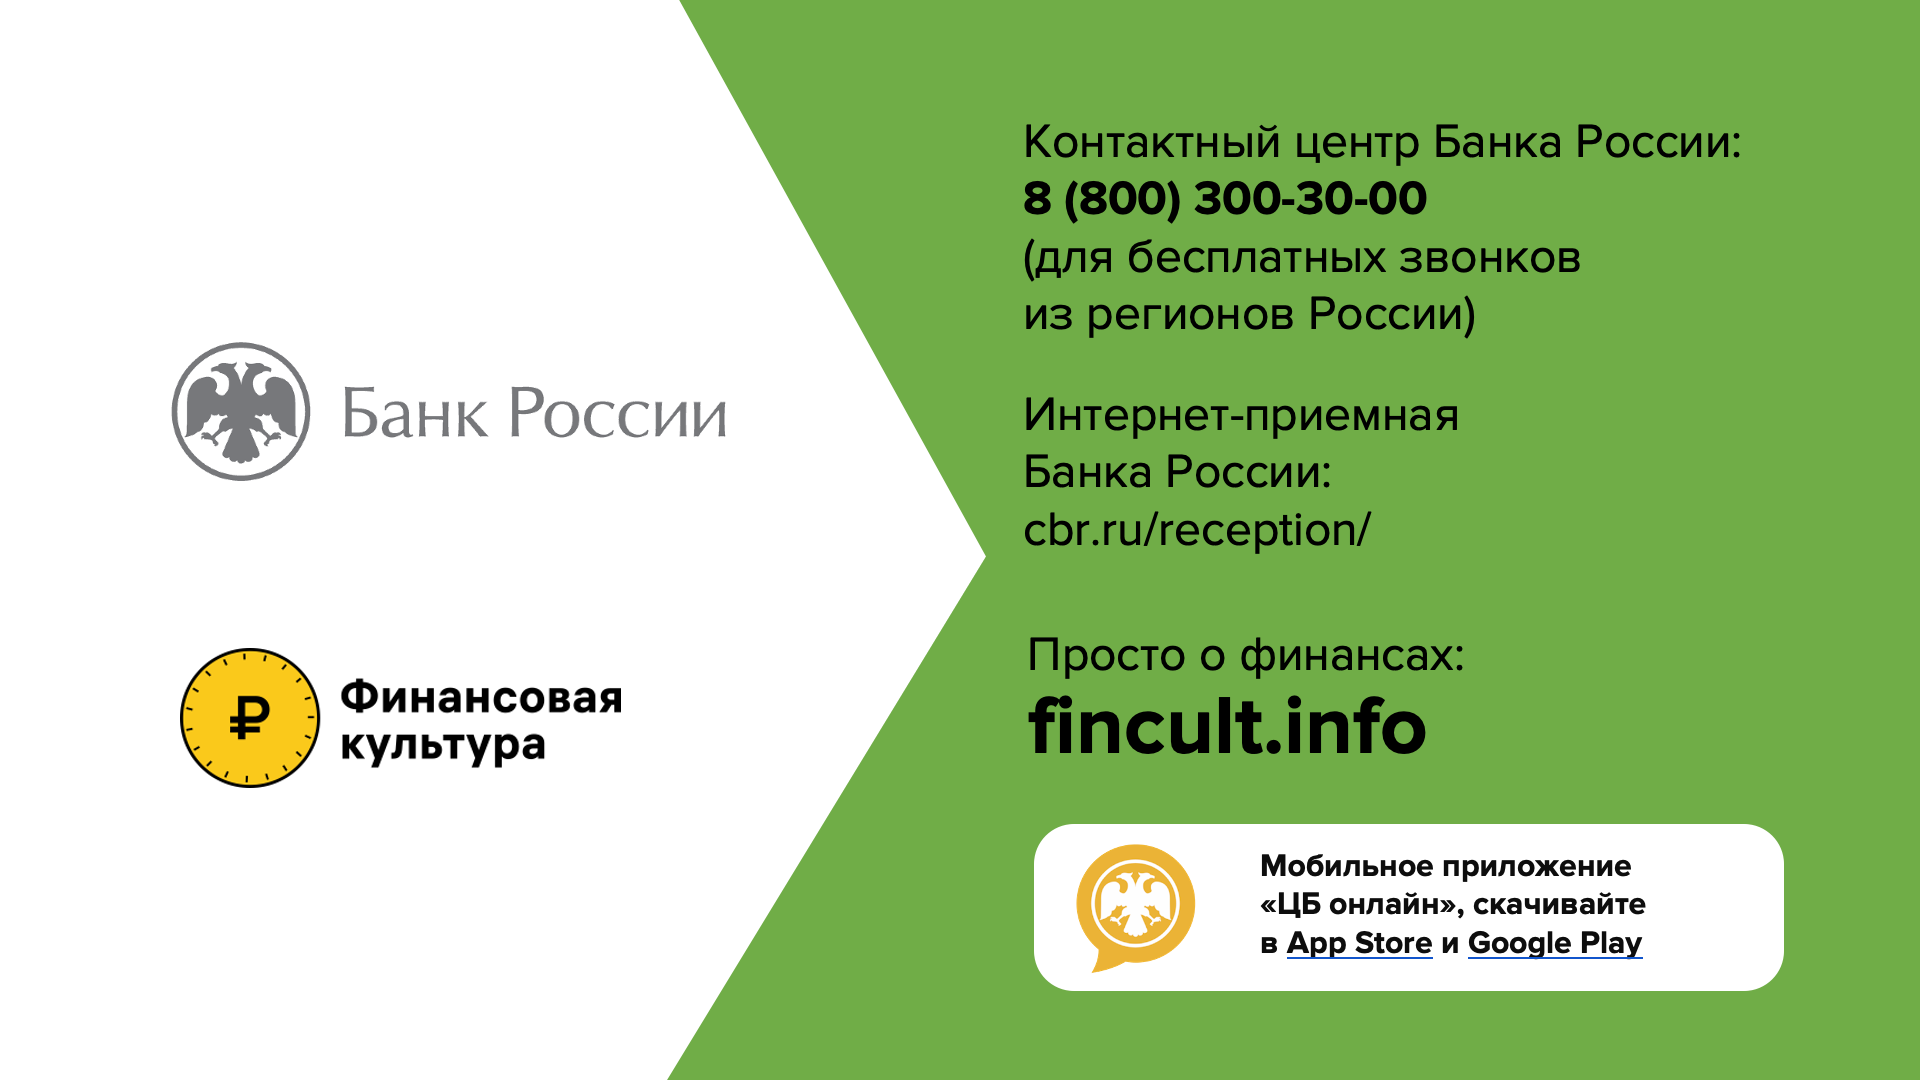 Банк России
Финансовая
культура
Контактный центр Банка России:
8 (800) 300-30-00
(для бесплатных звонков
из регионов России)
Интернет-приемная
Банка России:
cbr.ru/reception/
Просто о финансах:
fincult.info
Мобильное приложение
«ЦБ онлайн», скачивайте
в App Store и Google Play